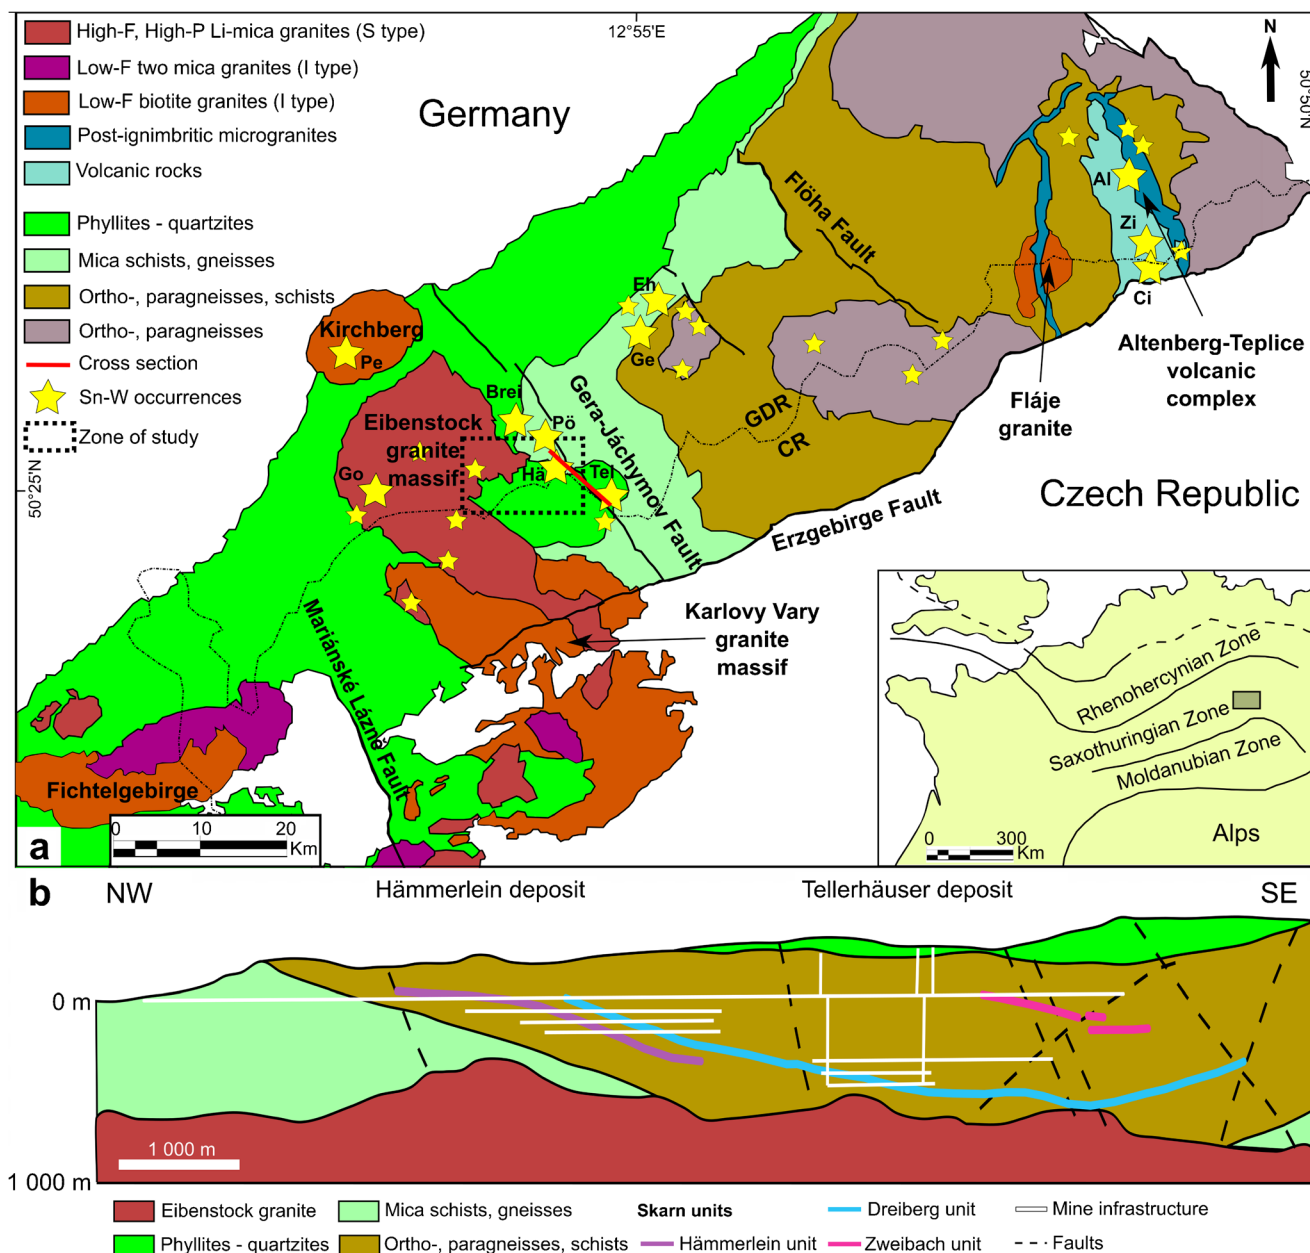 High-F, High-P Li-mica granites (S type)
Low-F two mica granites (I type)
Low-F biotite granites (I type)
Post-ignimbritic microgranites
Volcanic rocks
Phyllites - quartzites
Mica schists, gneisses
Ortho-, paragneisses, schists
Ortho-, paragneisses
Cross section
Sn-W occurrences
Zone of study
12°55'E
N
50°50'N
Germany
Flöha Fault
Al
Zi
Ci
Eh
Ge
Kirchberg
Pe
Brei
Pö
Eibenstock
granite
massif
Go
Hä
Tel
Gera-Jáchymov Fault
GDR
CR
Fláje
granite
Altenberg-Teplice
volcanic
complex
50°25'N
Czech Republic
Erzgebirge Fault
Karlovy Vary
granite
massif
Mariánské Lázně Fault
Fichtelgebirge
Rhenohercynian Zone
Saxothuringian Zone
Moldanubian Zone
Alps
0 300
Km
0 10 20
Km
a
b
NW
Hämmerlein deposit
Tellerhäuser deposit
SE
0 m
1 000 m
1 000 m
Eibenstock granite
Mica schists, gneisses
Skarn units
Dreiberg unit
Mine infrastructure
Phyllites - quartzites
Ortho-, paragneisses, schists
Hämmerlein unit
Zweibach unit
Faults